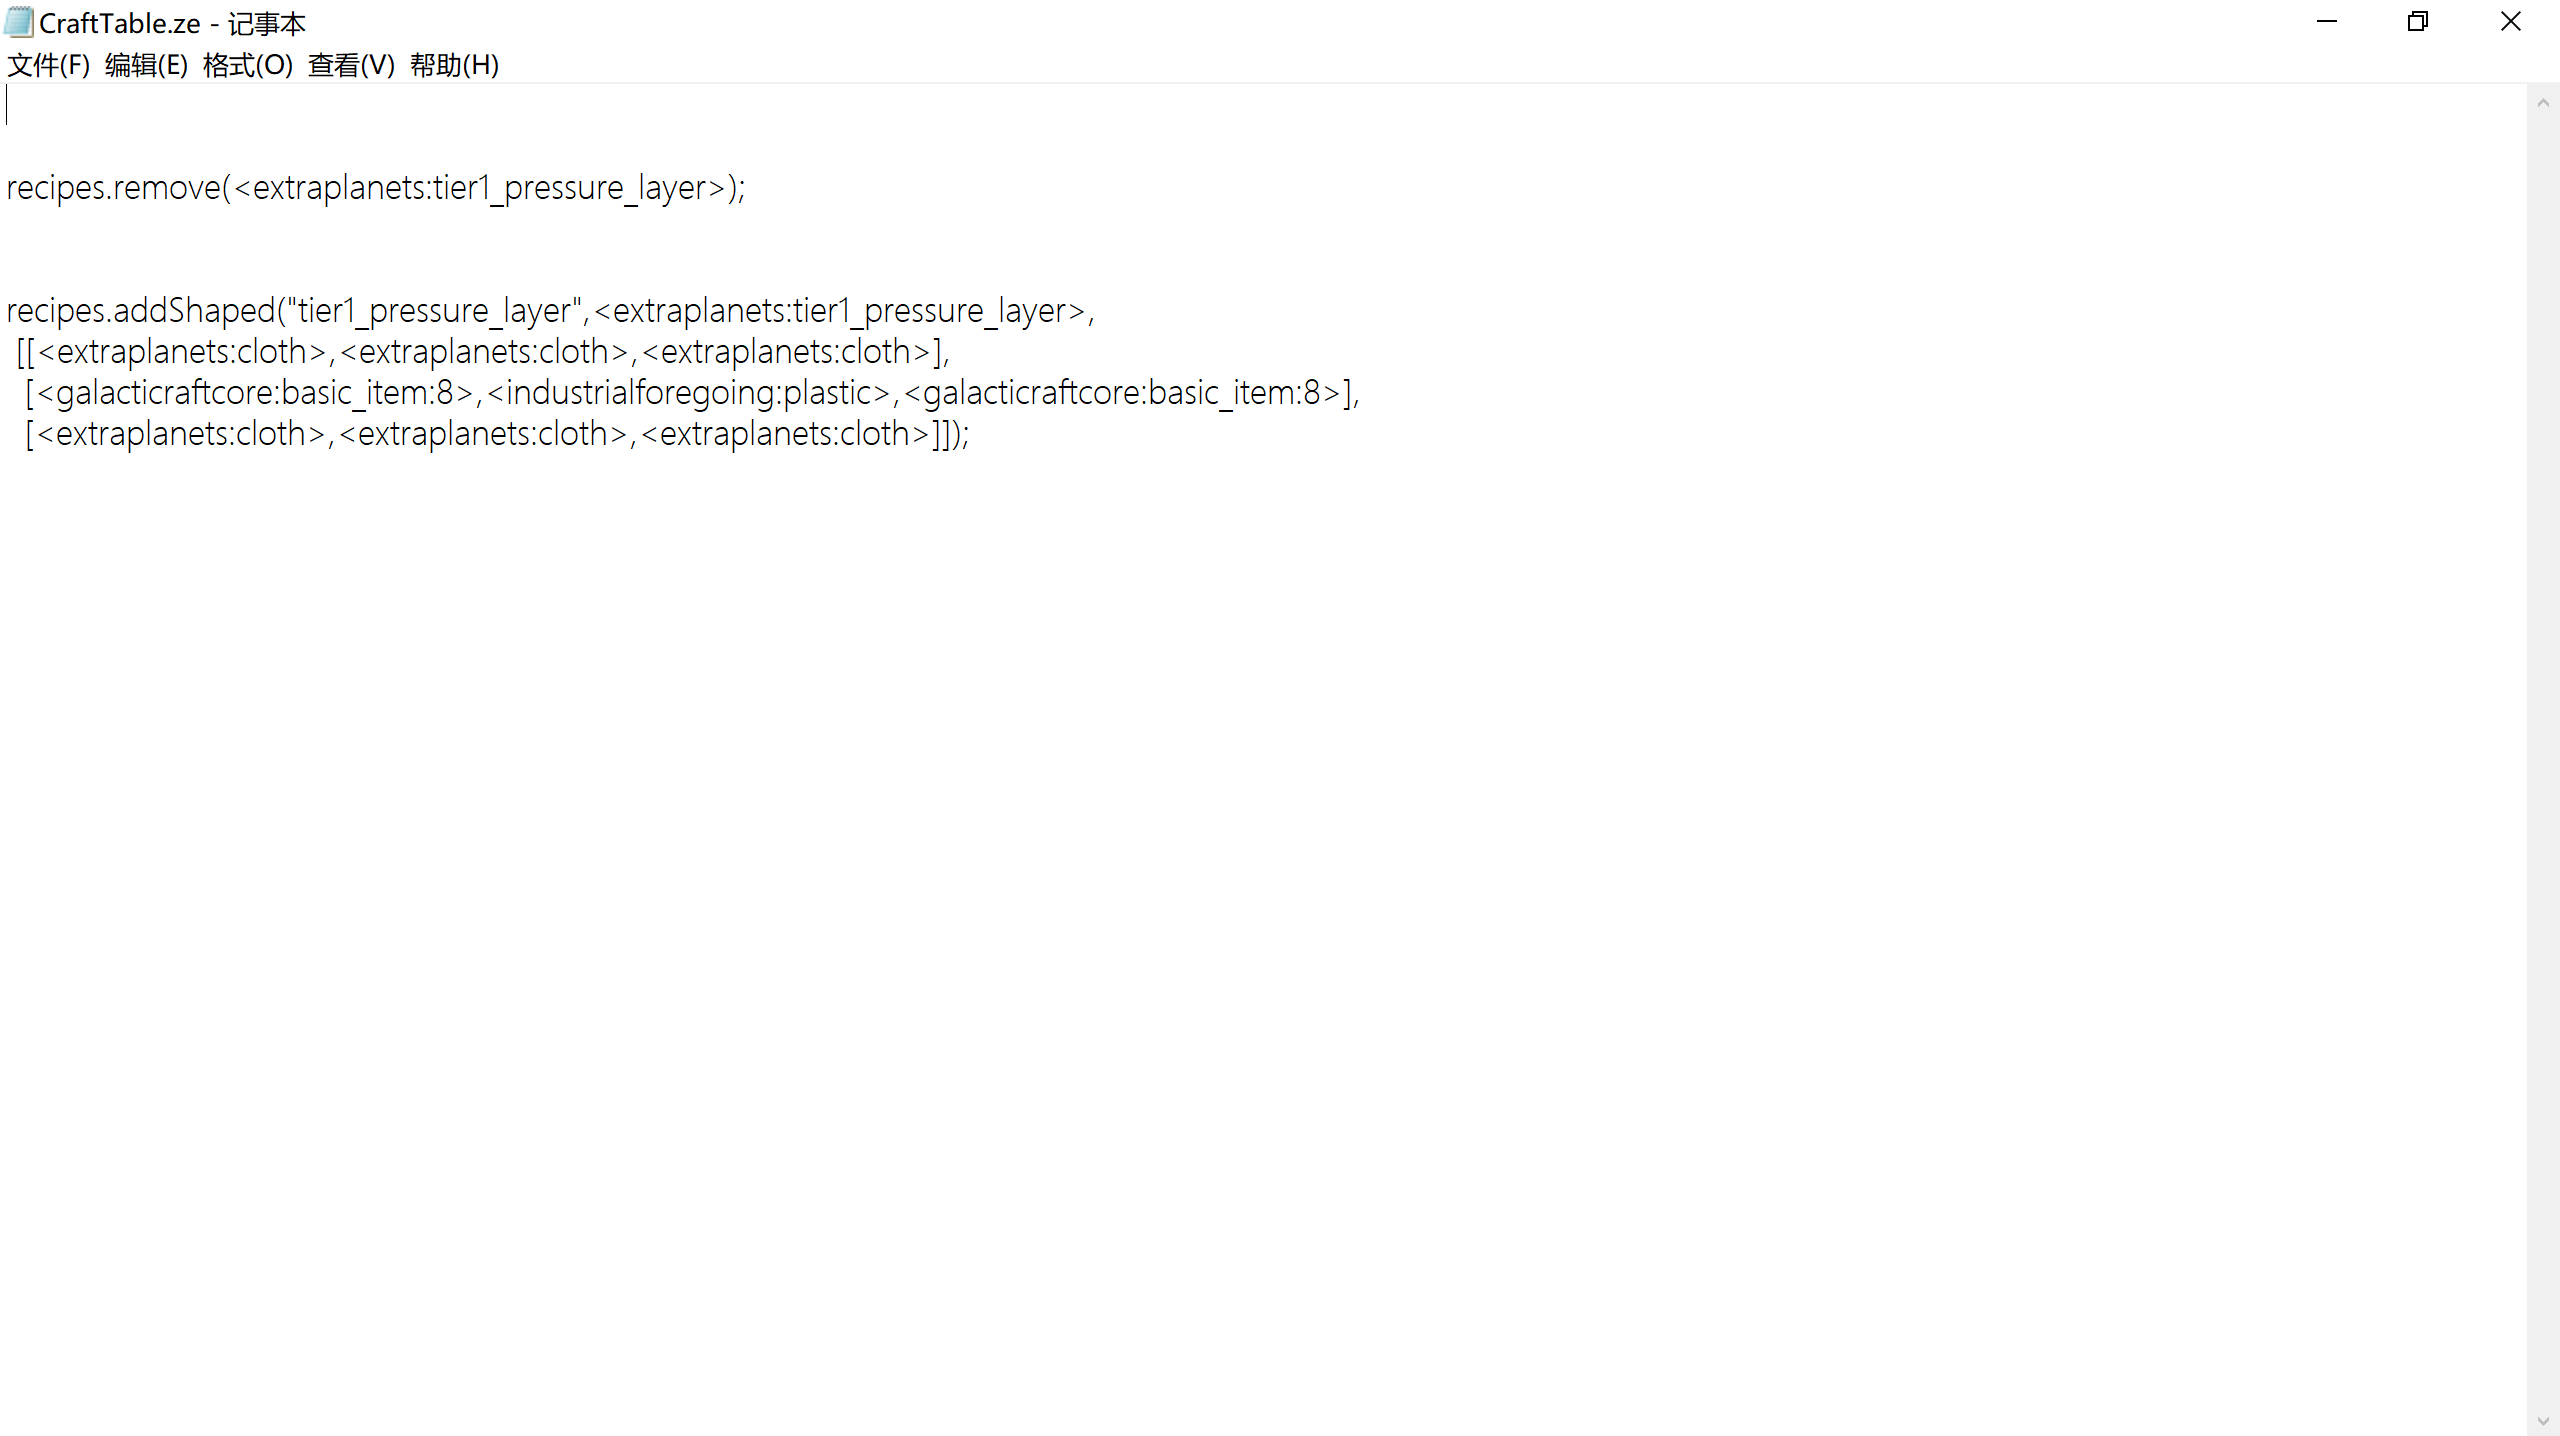 CraftTable.ze - 记事本
文件(F) 编辑(E) 格式(O) 查看(V) 帮助(H)
recipes.remove(<extraplanets:tier1_pressure_layer>);
recipes.addShaped("tier1_pressure_layer",<extraplanets:tier1_pressure_layer>,
[[<extraplanets:cloth>,<extraplanets:cloth>,<extraplanets:cloth>],
[<galacticraftcore:basic_item:8>,<industrialforegoing:plastic>,<galacticraftcore:basic_item:8>],
[<extraplanets:cloth>,<extraplanets:cloth>,<extraplanets:cloth>]]);